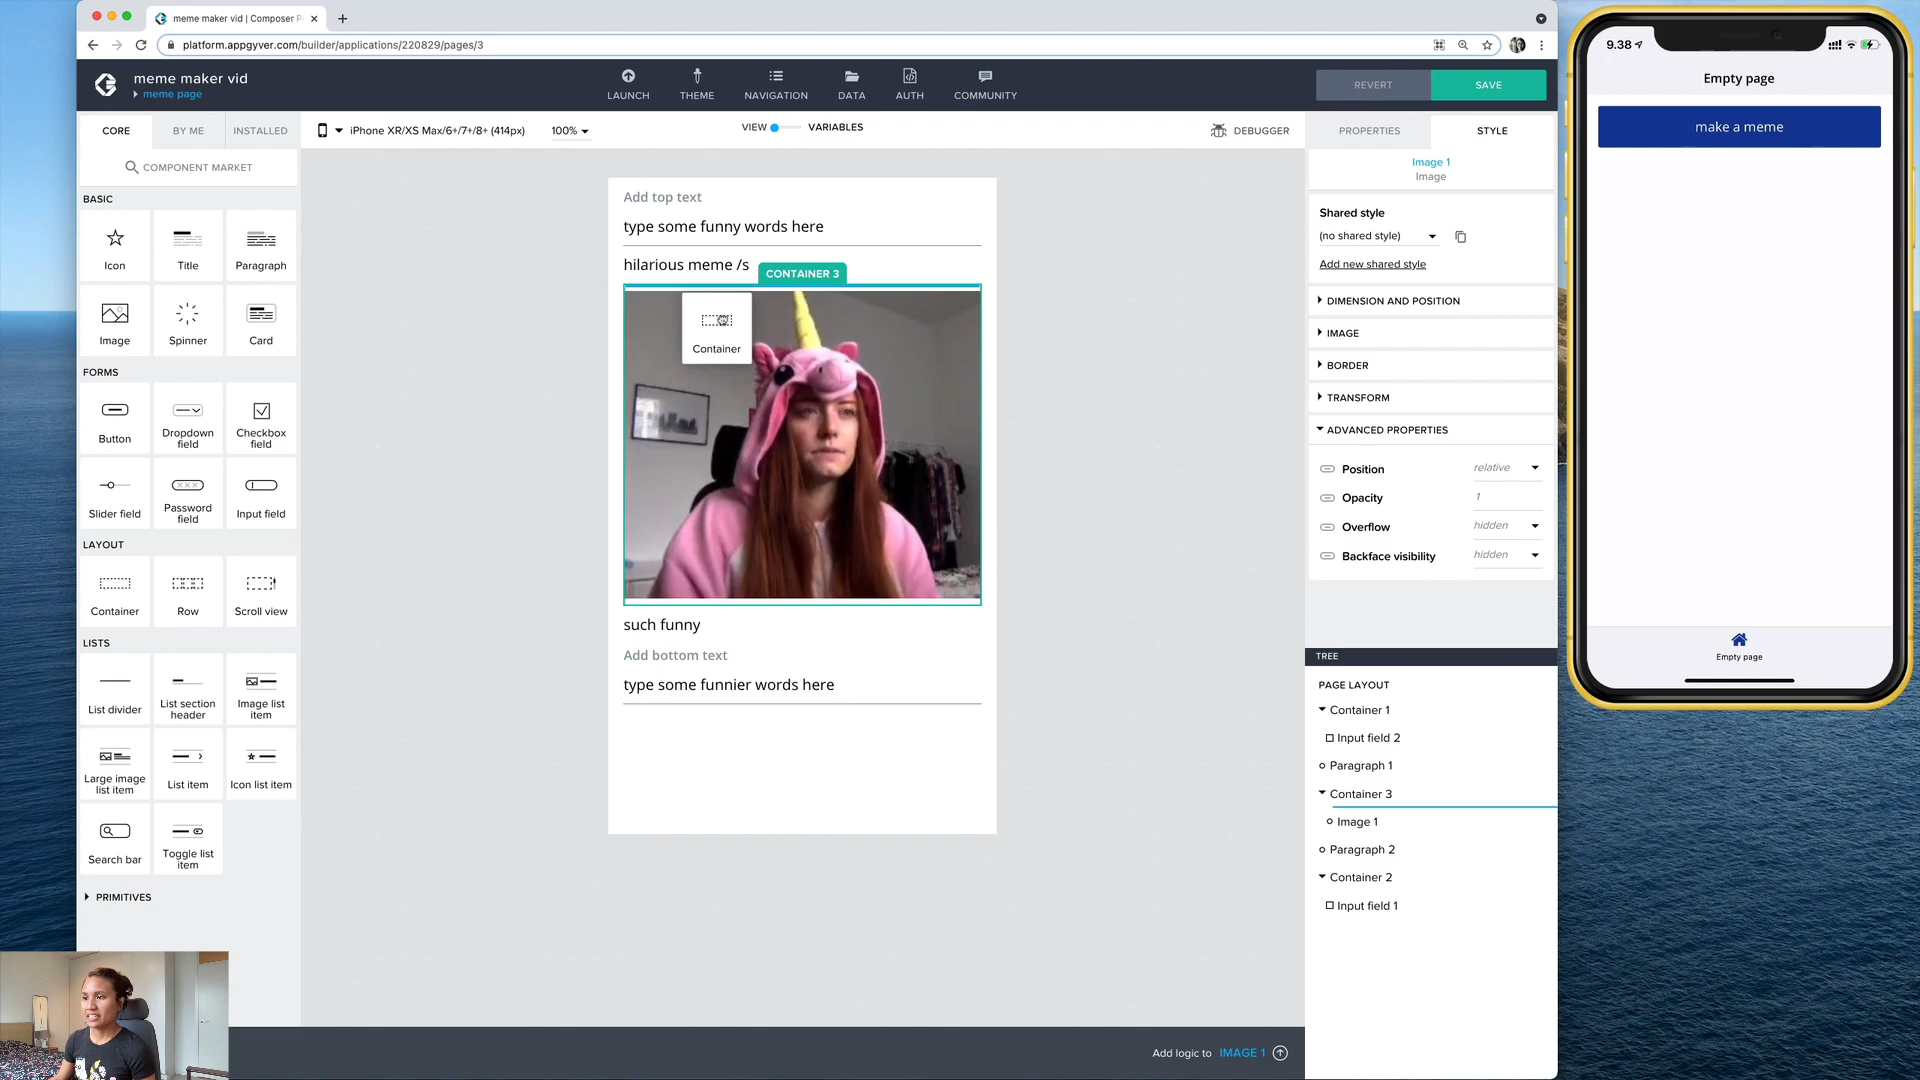 meme maker vid | Composer P
platform.appgyver.com/builder/applications/220829/pages/3
meme maker vid
meme page
LAUNCH
THEME
NAVIGATION
DATA
AUTH
COMMUNITY
REVERT
SAVE
CORE
BY ME
INSTALLED
iPhone XR/XS Max/6+/7+/8+ (414px)
100%
VIEW
VARIABLES
DEBUGGER
PROPERTIES
STYLE
COMPONENT MARKET
BASIC
Icon
Title
Paragraph
Image
Spinner
Card
FORMS
Button
Dropdown
field
Checkbox
field
Slider field
Password
field
Input field
LAYOUT
Container
Row
Scroll view
LISTS
List divider
List section
header
Image list
item
Large image
list item
List item
Icon list item
Search bar
Toggle list
item
PRIMITIVES
Add top text
type some funny words here
hilarious meme /s
CONTAINER 3
Container
such funny
Add bottom text
type some funnier words here
Image 1
Image
Shared style
(no shared style)
Add new shared style
DIMENSION AND POSITION
IMAGE
BORDER
TRANSFORM
ADVANCED PROPERTIES
Position
relative
Opacity
1
Overflow
hidden
Backface visibility
hidden
TREE
PAGE LAYOUT
Container 1
Input field 2
Paragraph 1
Container 3
Image 1
Paragraph 2
Container 2
Input field 1
Add logic to IMAGE 1
9.38
Empty page
make a meme
Empty page